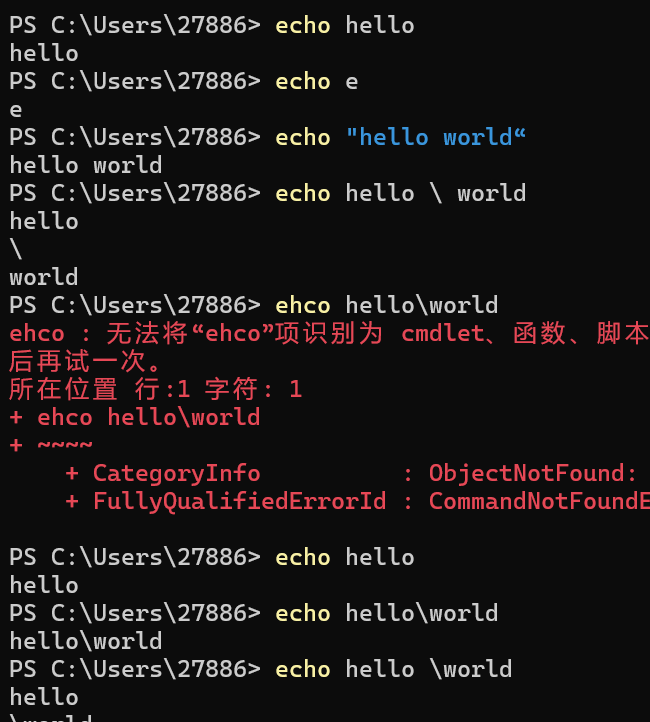 PS C:\Users\27886> echo hello
hello
PS C:\Users\27886> echo e
e
PS C:\Users\27886> echo "hello world“
hello world
PS C:\Users\27886> echo hello \ world
hello
\
world
PS C:\Users\27886> ehco hello\world
ehco : 无法将“ehco”项识别为 cmdlet、函数、脚本
后再试一次。
所在位置 行:1 字符: 1
+ ehco hello\world
+ ~~~~
    + CategoryInfo          : ObjectNotFound:
    + FullyQualifiedErrorId : CommandNotFoundE
PS C:\Users\27886> echo hello
hello
PS C:\Users\27886> echo hello\world
hello\world
PS C:\Users\27886> echo hello \world
hello
\world